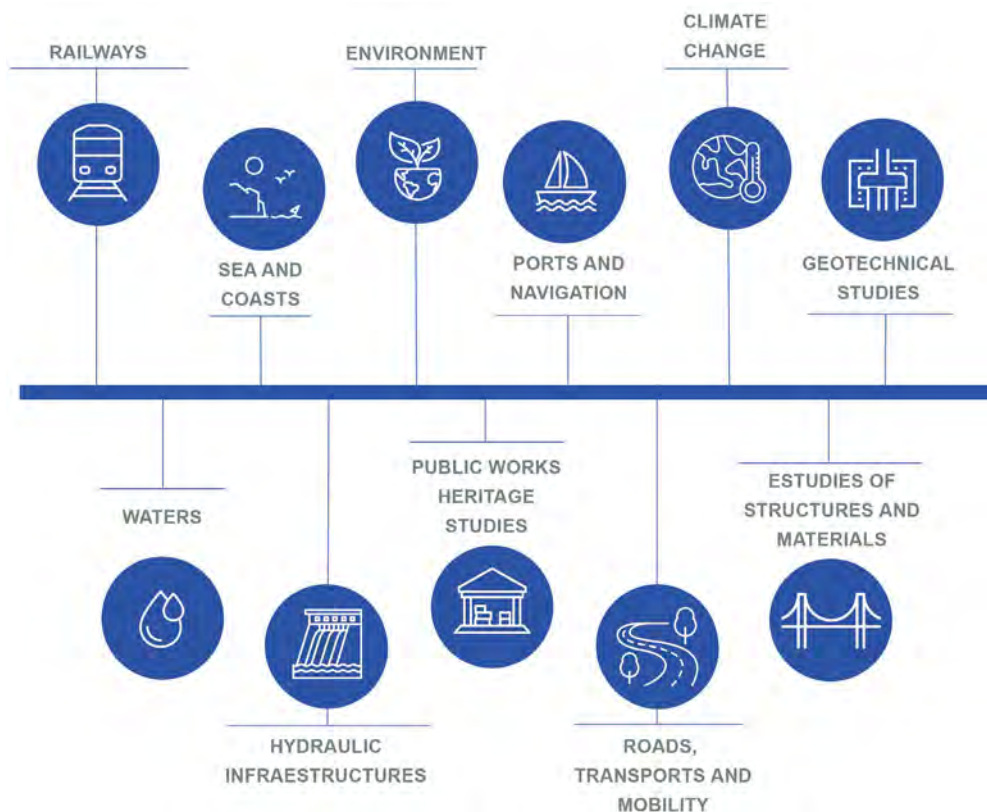 RAILWAYS
SEA AND
COASTS
ENVIRONMENT
PORTS AND
NAVIGATION
CLIMATE
CHANGE
GEOTECHNICAL
STUDIES
WATERS
HYDRAULIC
INFRAESTRUCTURES
PUBLIC WORKS
HERITAGE
STUDIES
ROADS,
TRANSPORTS AND
MOBILITY
ESTUDIES OF
STRUCTURES AND
MATERIALS